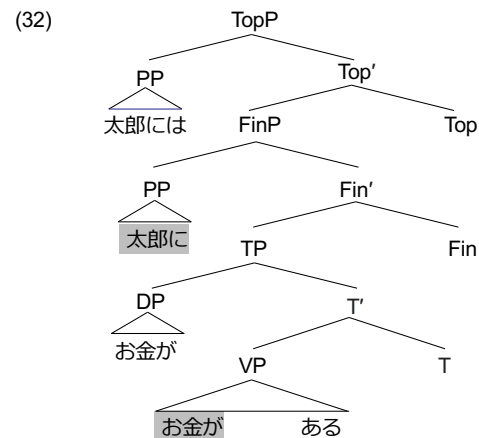 (32) TopP
PP Top′
太郎には FinP Top
PP Fin′
太郎に TP Fin
DP T′
お金が VP T
お金が ある